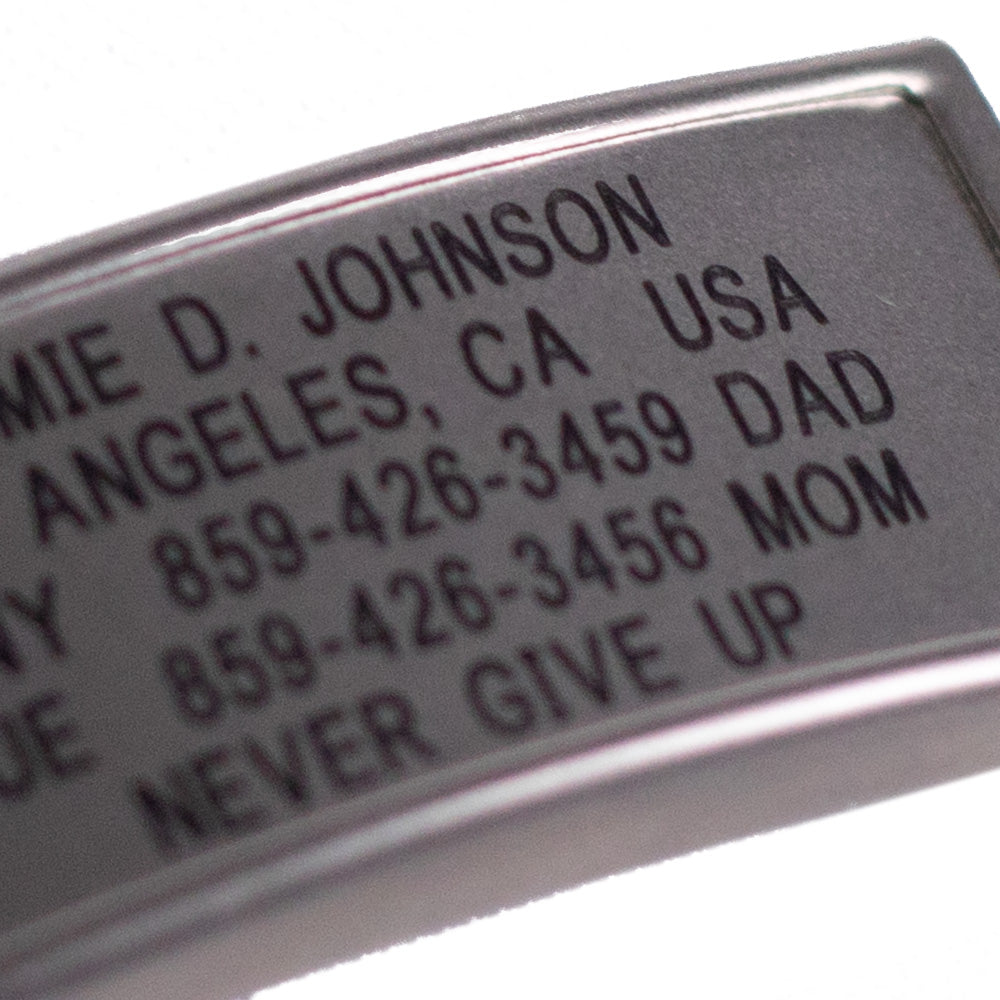 MIE D. JOHNSON
ANGELES, CA USA
NY 859-426-3459 DAD
UE 859-426-3456 MOM
NEVER GIVE UP